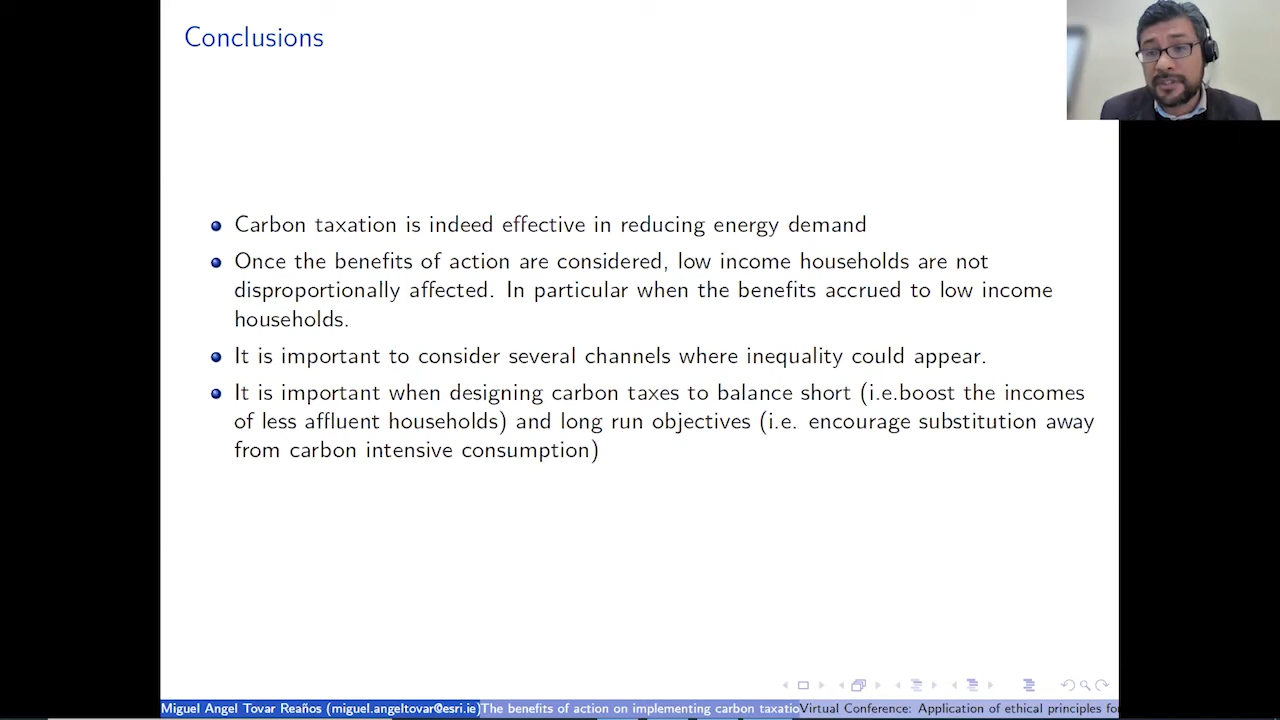 Conclusions
Carbon taxation is indeed effective in reducing energy demand
Once the benefits of action are considered, low income households are not
disproportionally affected. In particular when the benefits accrued to low income
households.
It is important to consider several channels where inequality could appear.
It is important when designing carbon taxes to balance short (i.e.boost the incomes
of less affluent households) and long run objectives (i.e. encourage substitution away
from carbon intensive consumption)
Miguel Angel Tovar Reaños (miguel.angeltovar@esri.ie) The benefits of action on implementing carbon taxatio Virtual Conference: Application of ethical principles for